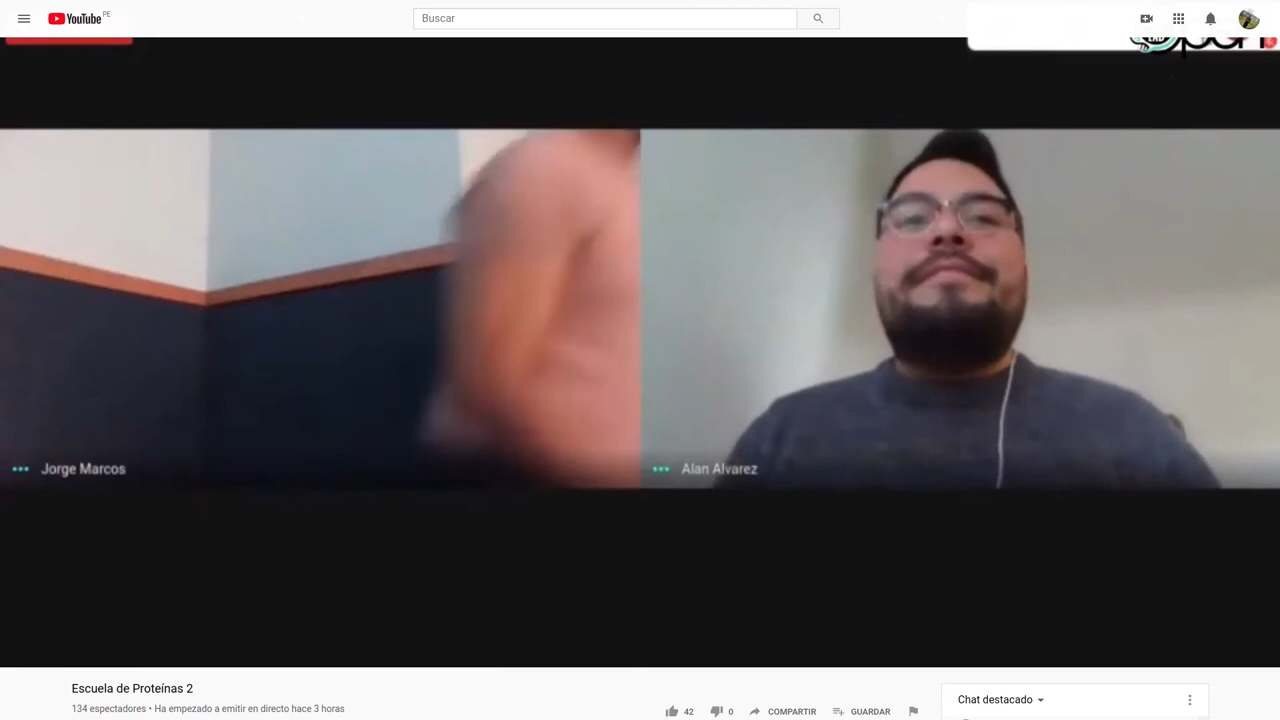 YouTube PE
Buscar
Jorge Marcos
Alan Alvarez
Escuela de Proteínas 2
134 espectadores • Ha empezado a emitir en directo hace 3 horas
42
0
COMPARTIR
GUARDAR
Chat destacado